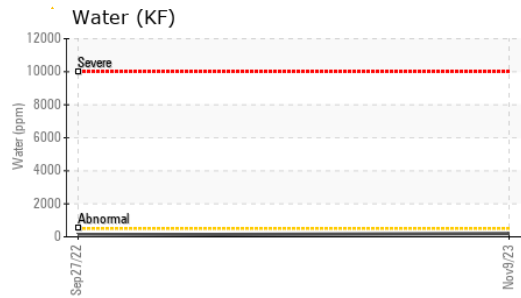 Water (KF)
12000
Severe
10000
8000
6000
4000
2000
Abnormal
0
Water (ppm)
Sep27/22
Nov9/23